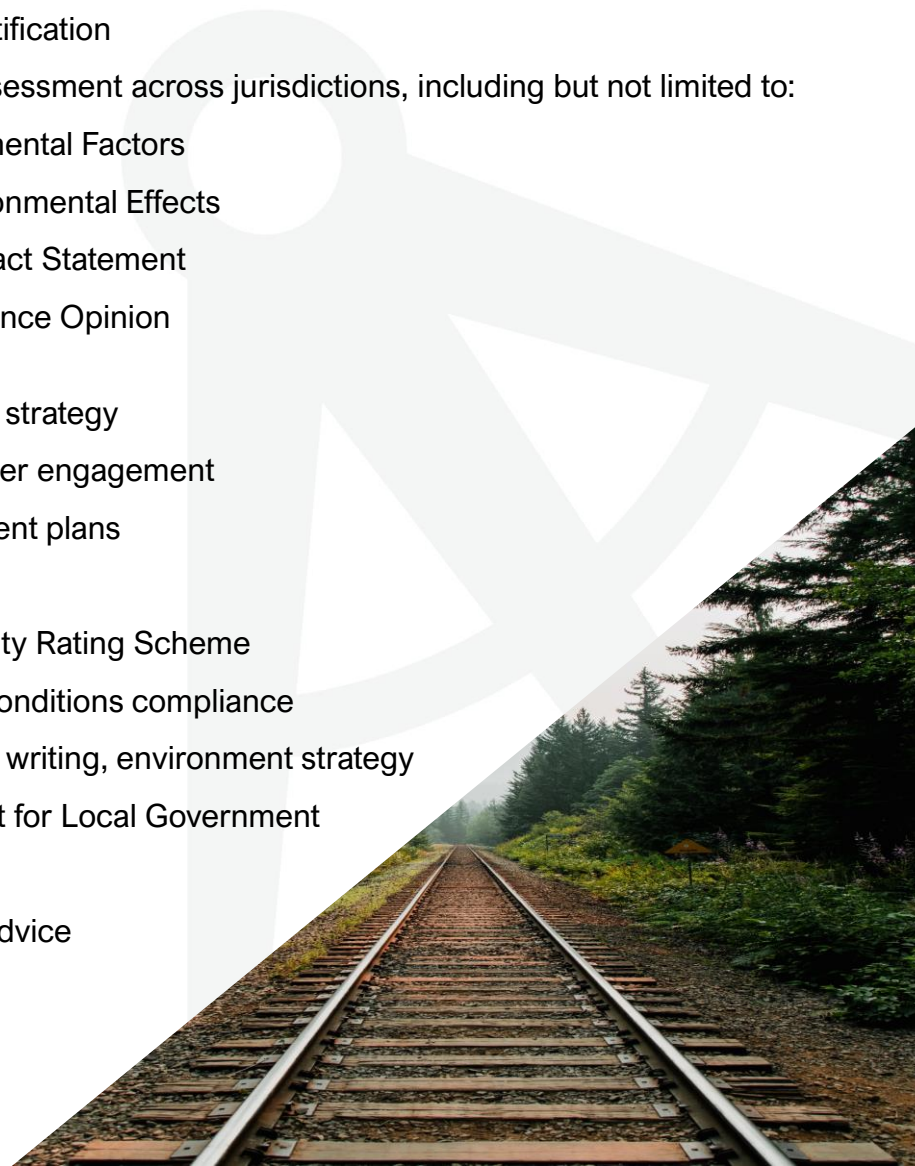 tification
sessment across jurisdictions, including but not limited to:
mental Factors
onmental Effects
act Statement
nce Opinion
strategy
er engagement
ent plans
ty Rating Scheme
onditions compliance
writing, environment strategy
t for Local Government
dvice